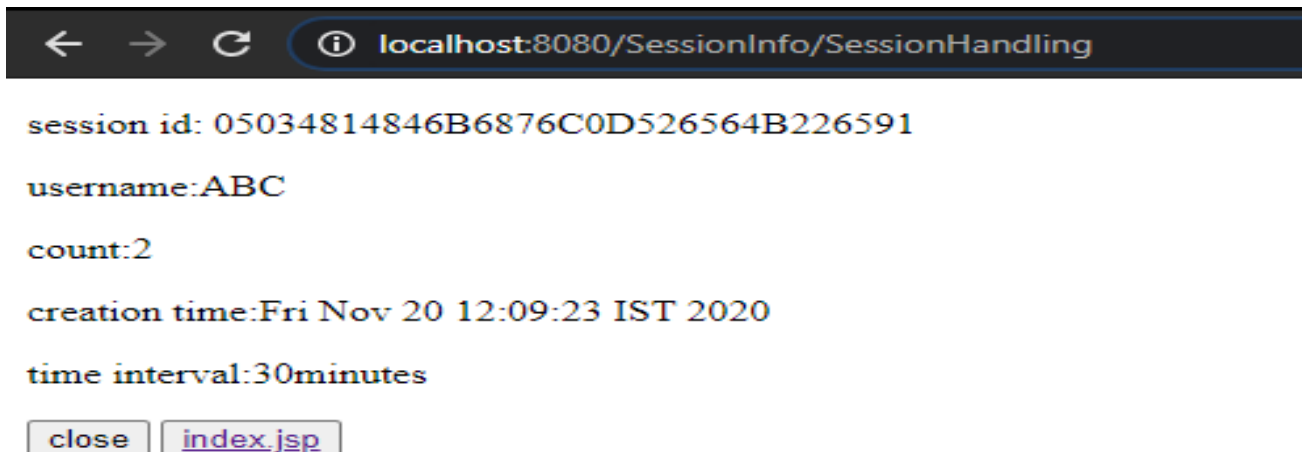 localhost:8080/SessionInfo/SessionHandling
session id: 05034814846B6876C0D526564B226591
username:ABC
count:2
creation time:Fri Nov 20 12:09:23 IST 2020
time interval:30minutes
close index.jsp